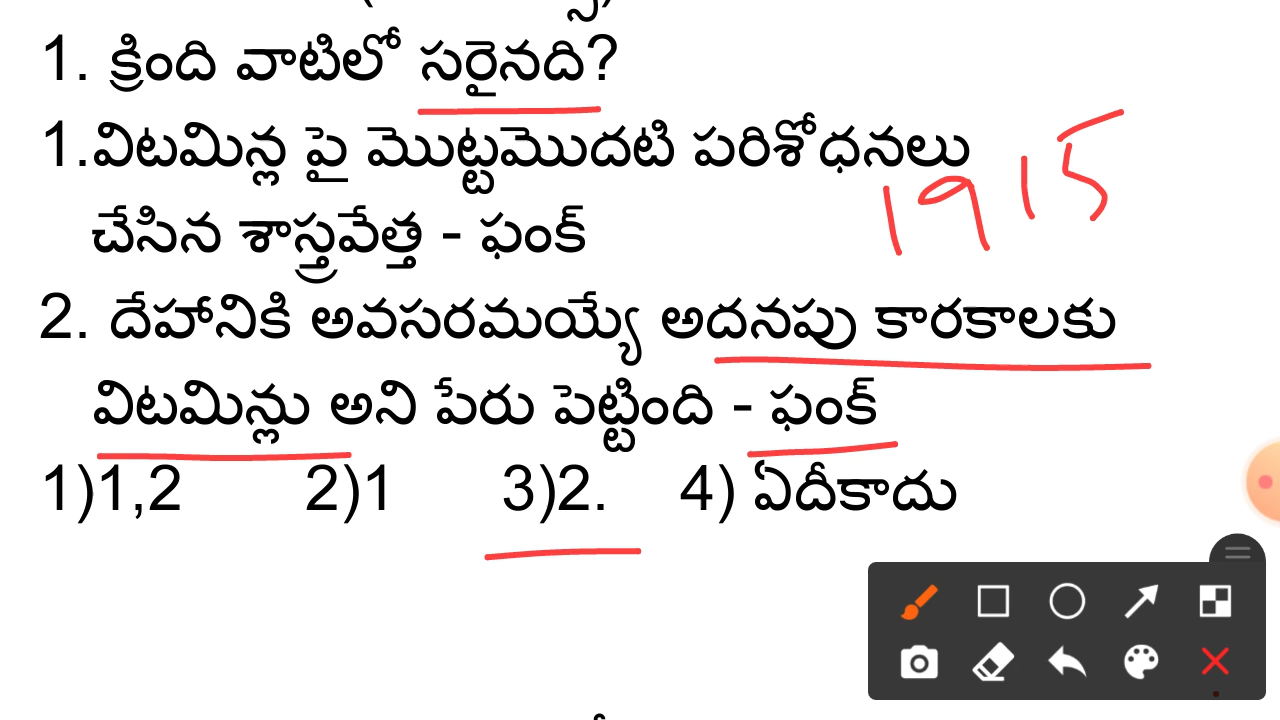 1. క్రింది వాటిలో సరైనది?
1.విటమిన్ల పై మొట్టమొదటి పరిశోధనలు
చేసిన శాస్త్రవేత్త - ఫంక్
1915
2. దేహానికి అవసరమయ్యే అదనపు కారకాలకు
విటమిన్లు అని పేరు పెట్టింది - ఫంక్
1)1,2 2)1 3)2. 4) ఏదీకాదు